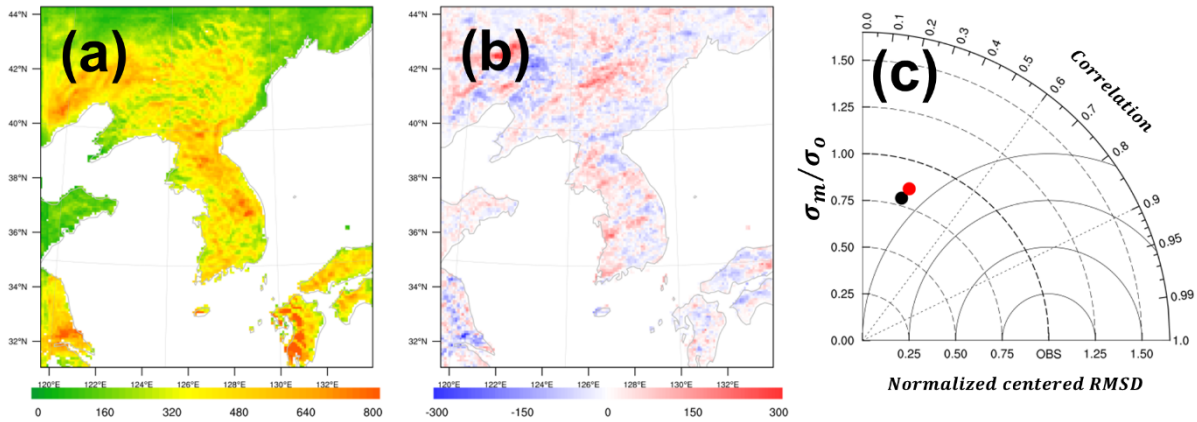 (a)
44°N
42°N
40°N
38°N
36°N
34°N
32°N
120°E 122°E 124°E 126°E 128°E 130°E 132°E
0 160 320 480 640 800
(b)
44°N
42°N
40°N
38°N
36°N
34°N
32°N
120°E 122°E 124°E 126°E 128°E 130°E 132°E
-300 -150 0 150 300
(c)
0.0 0.1 0.2 0.3 0.4 0.5 0.6 0.7 0.8 0.9 0.95 0.99 1.0
Correlation
σm/σo
1.50
1.25
1.00
0.75
0.50
0.25
0.00
0.25 0.50 0.75 OBS 1.25 1.50
Normalized centered RMSD